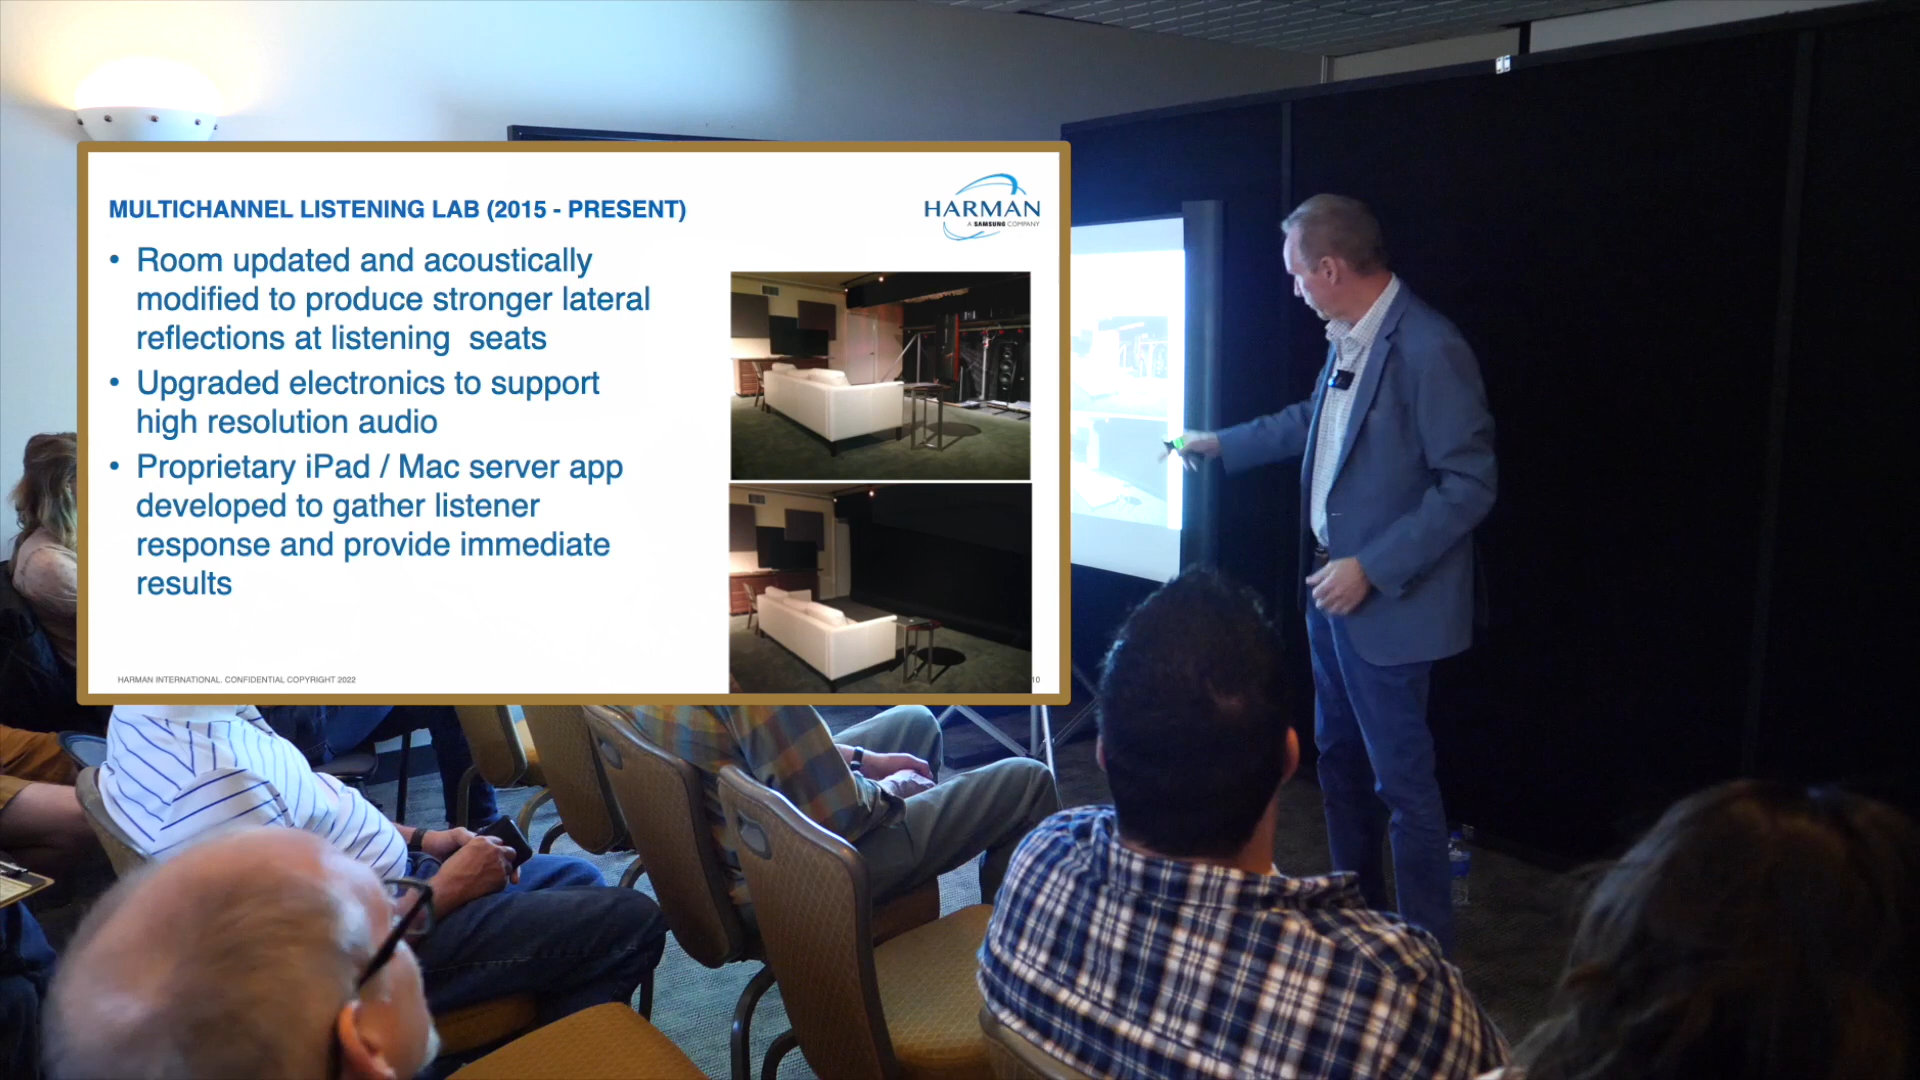 MULTICHANNEL LISTENING LAB (2015 - PRESENT)
HARMAN
A SAMSUNG COMPANY
• Room updated and acoustically
modified to produce stronger lateral
reflections at listening  seats
• Upgraded electronics to support
high resolution audio
• Proprietary iPad / Mac server app
developed to gather listener
response and provide immediate
results
HARMAN INTERNATIONAL. CONFIDENTIAL COPYRIGHT 2022
10